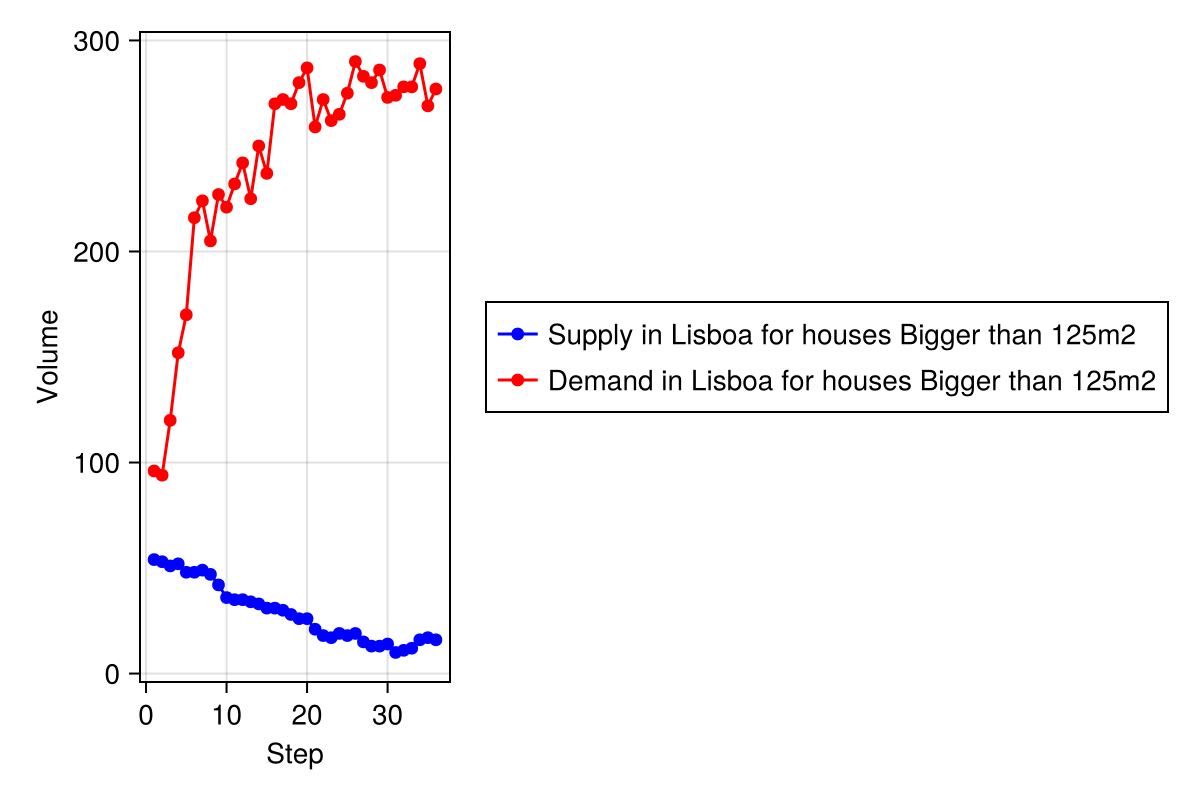 300
200
100
0
Volume
0 10 20 30
Step
Supply in Lisboa for houses Bigger than 125m2
Demand in Lisboa for houses Bigger than 125m2